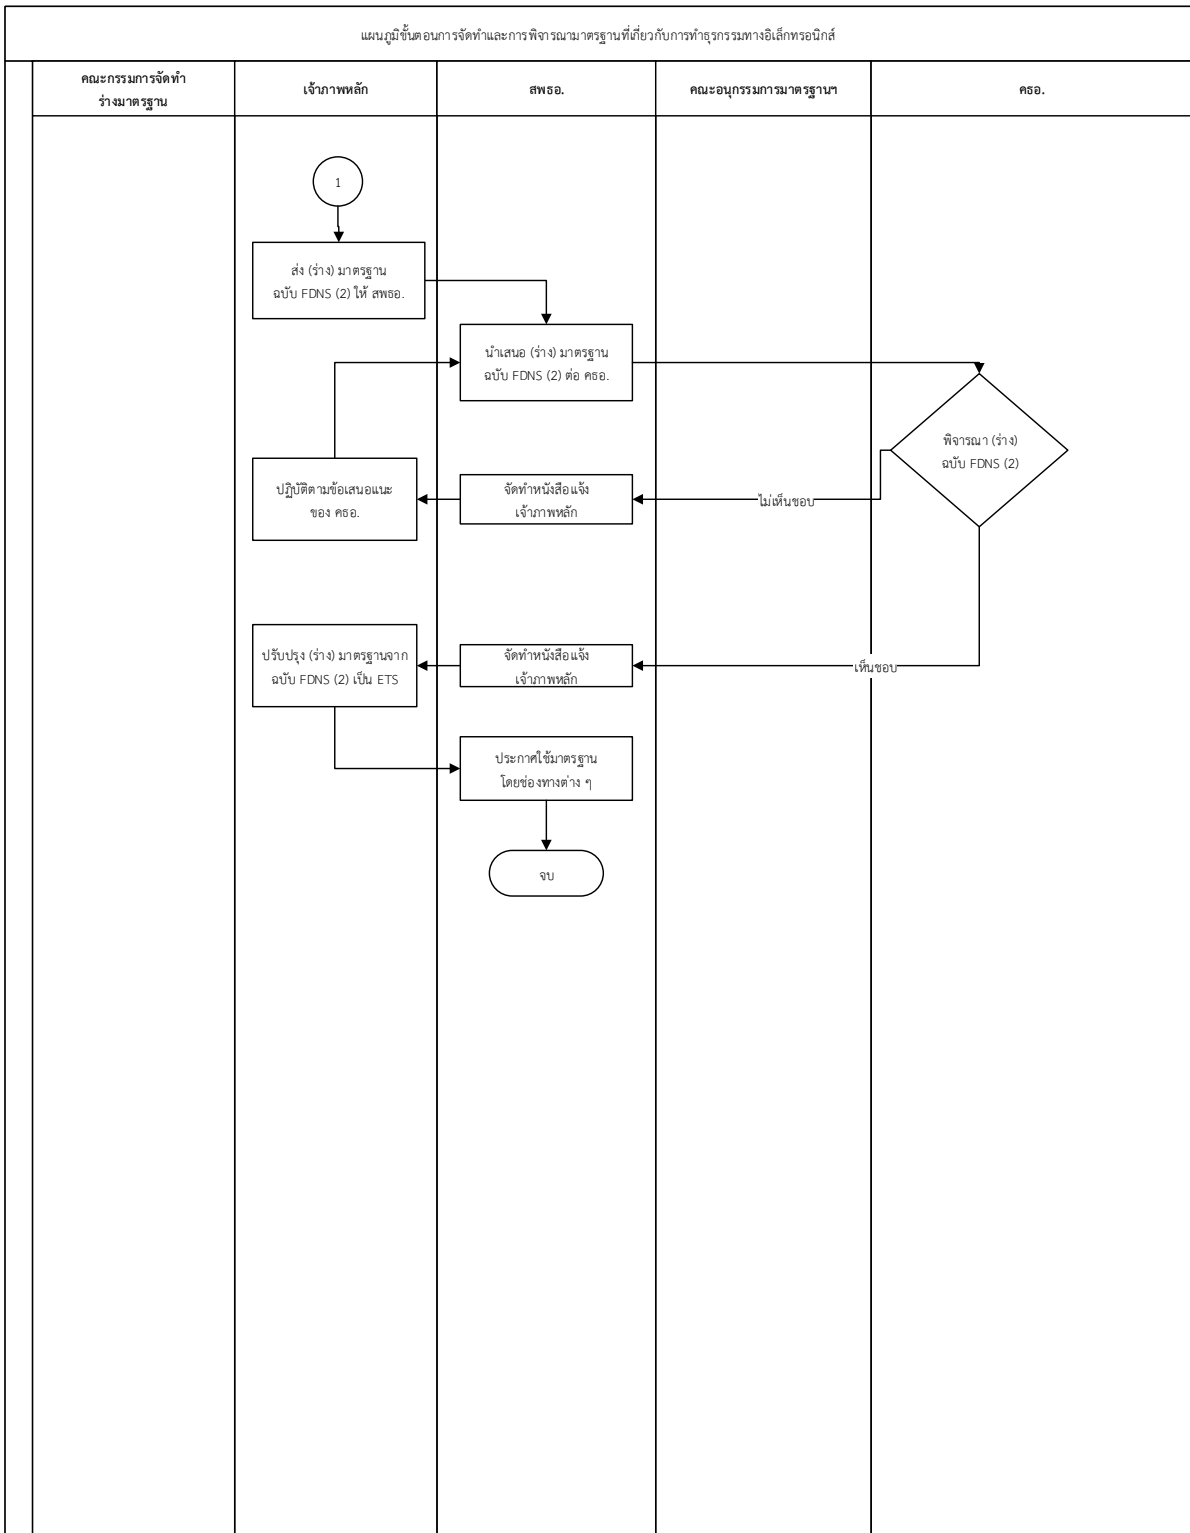 แผนภูมิขั้นตอนการจัดทำและการพิจารณามาตรฐานที่เกี่ยวกับการทำธุรกรรมทางอิเล็กทรอนิกส์
คณะกรรมการจัดทำ
ร่างมาตรฐาน
เจ้าภาพหลัก
สพธอ.
คณะอนุกรรมการมาตรฐานฯ
คธอ.
1
ส่ง (ร่าง) มาตรฐาน
ฉบับ FDNS (2) ให้ สพธอ.
นำเสนอ (ร่าง) มาตรฐาน
ฉบับ FDNS (2) ต่อ คธอ.
พิจารณา (ร่าง)
ฉบับ FDNS (2)
ปฏิบัติตามข้อเสนอแนะ
ของ คธอ.
จัดทำหนังสือแจ้ง
เจ้าภาพหลัก
ไม่เห็นชอบ
ปรับปรุง (ร่าง) มาตรฐานจาก
ฉบับ FDNS (2) เป็น ETS
จัดทำหนังสือแจ้ง
เจ้าภาพหลัก
เห็นชอบ
ประกาศใช้มาตรฐาน
โดยช่องทางต่าง ๆ
จบ